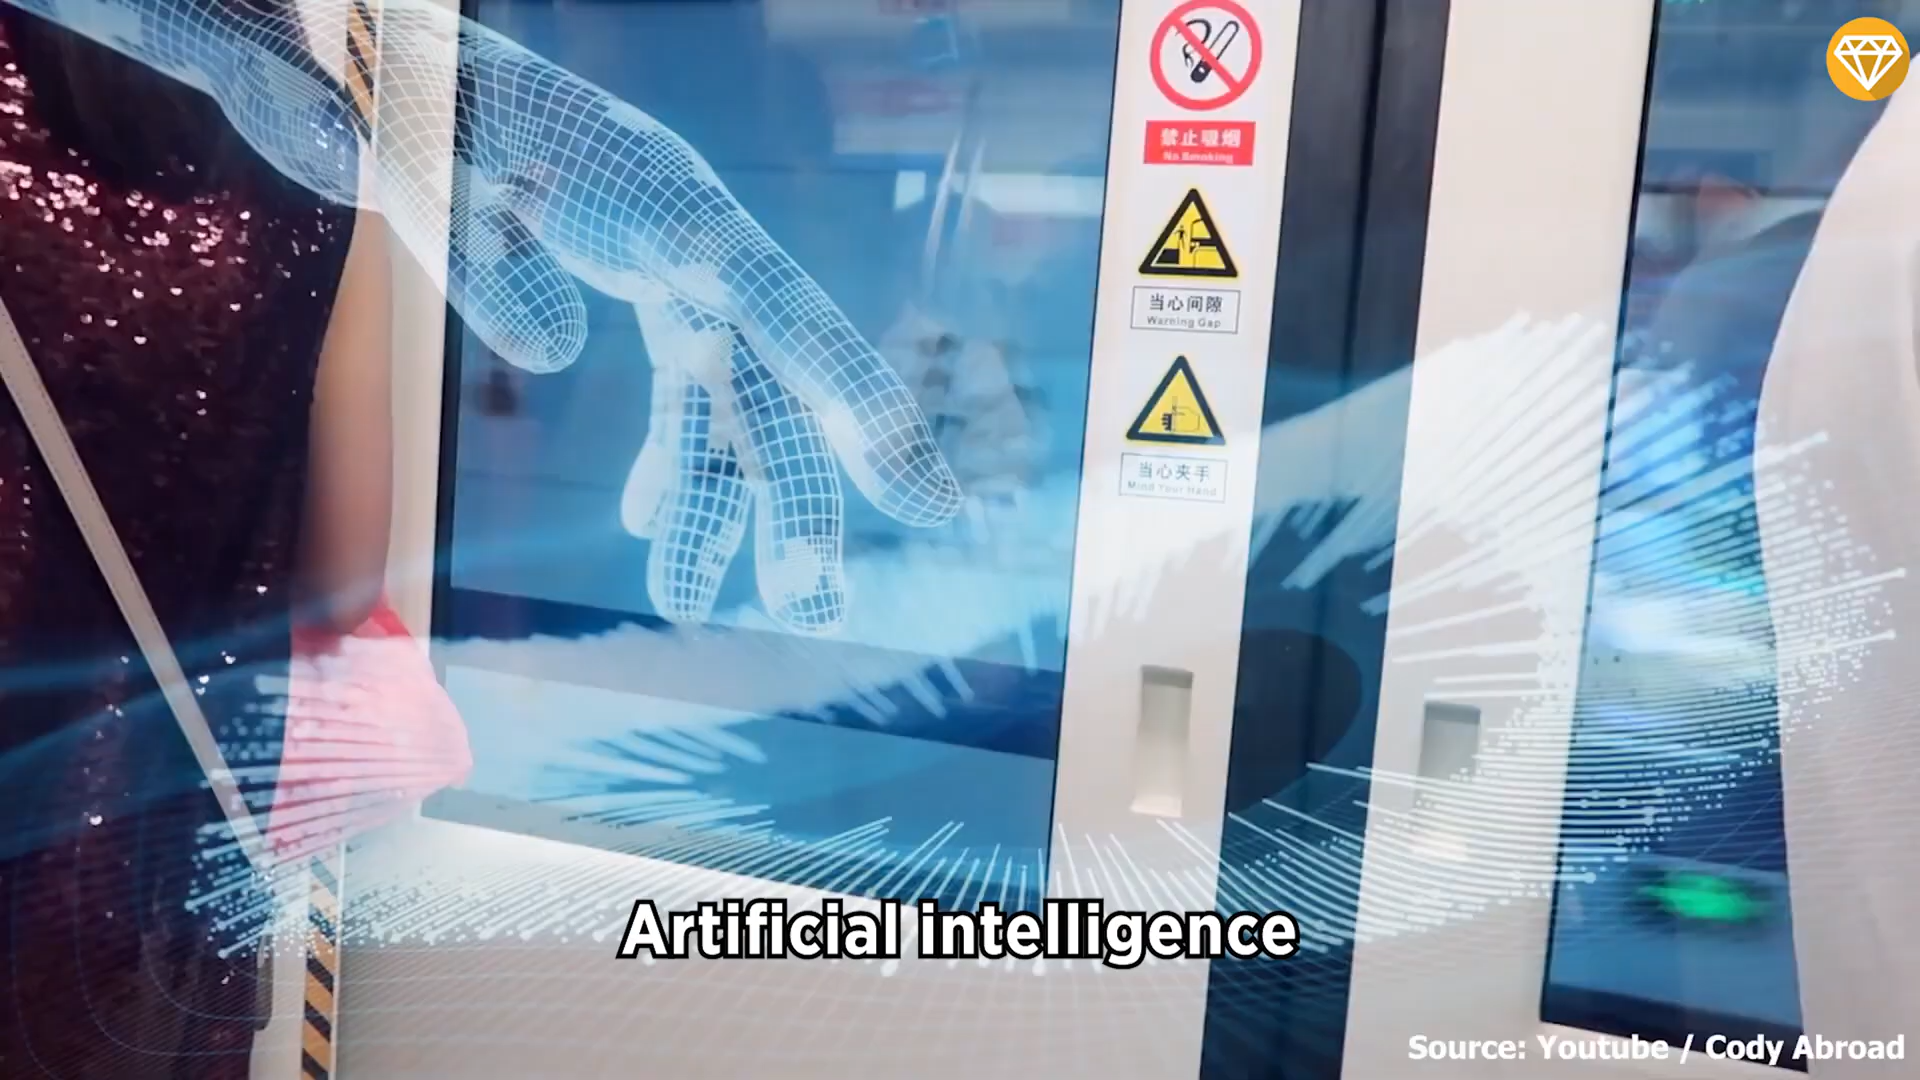 禁止吸烟
No Smoking
当心间隙
Warning Gap
当心夹手
Mind Your Hand
Artificial intelligence
Source: Youtube / Cody Abroad